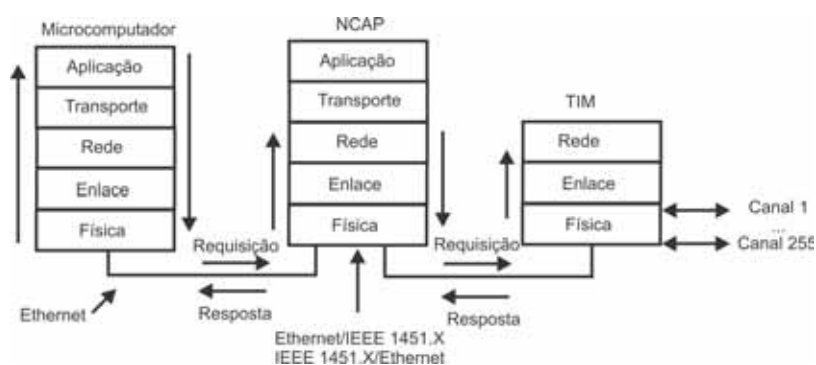 Microcomputador
Aplicação
Transporte
Rede
Enlace
Física
Ethernet
Requisição
Resposta
NCAP
Aplicação
Transporte
Rede
Enlace
Física
Ethernet/IEEE 1451.X
IEEE 1451.X/Ethernet
Requisição
Resposta
TIM
Rede
Enlace
Física
Canal 1
...
Canal 255